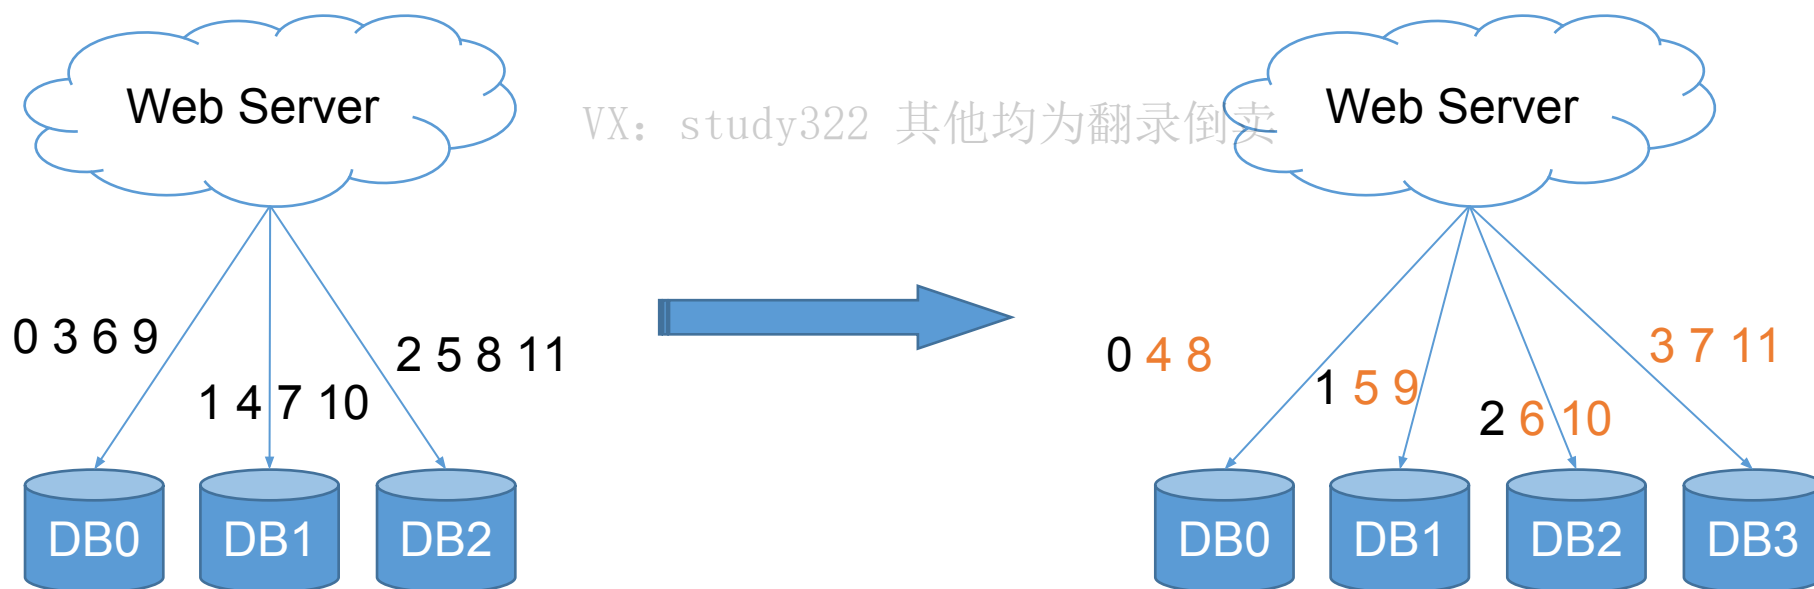 Web Server
VX: study322 其他均为翻录倒卖
Web Server
0 3 6 9
1 4 7 10
2 5 8 11
0 4 8
1 5 9
2 6 10
3 7 11
DB0
DB1
DB2
DB0
DB1
DB2
DB3